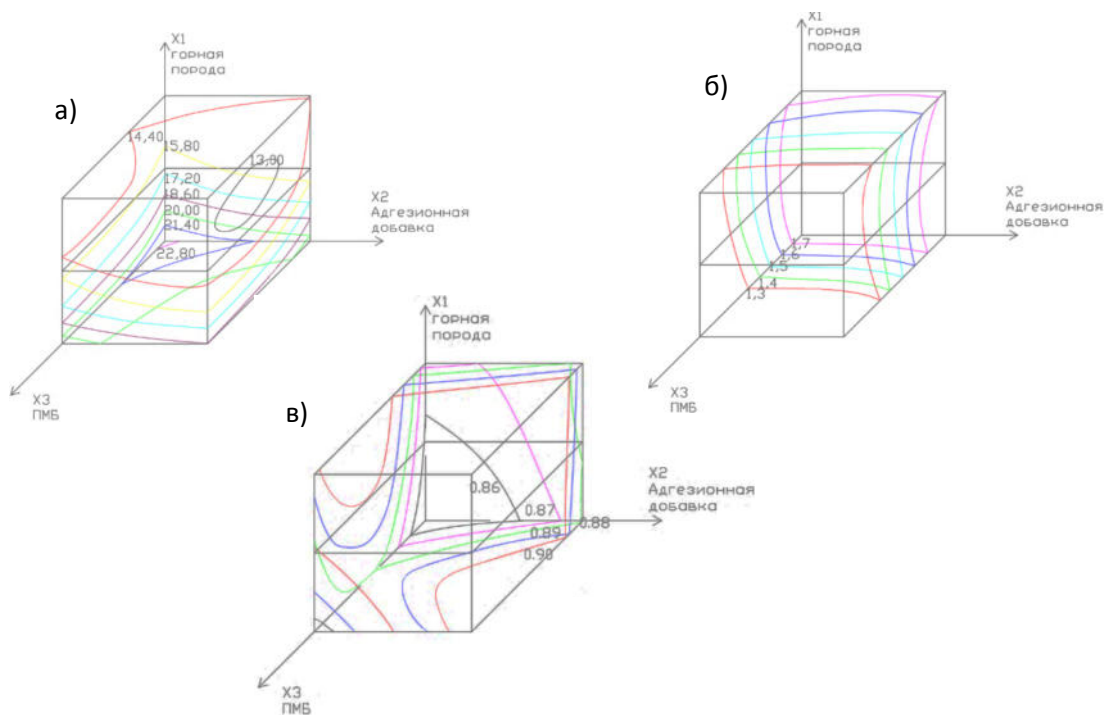 а)
X1
горная
порода
14,40
15,80
13,00
17,20
18,60
20,00
21,40
22,80
X2
Адгезионная
добавка
X3
ПМБ
б)
X1
горная
порода
X2
Адгезионная
добавка
1,7
1,6
1,5
1,4
1,3
X3
ПМБ
в)
X1
горная
порода
0.86
X2
Адгезионная
добавка
0.87
0.88
0.89
0.90
X3
ПМБ